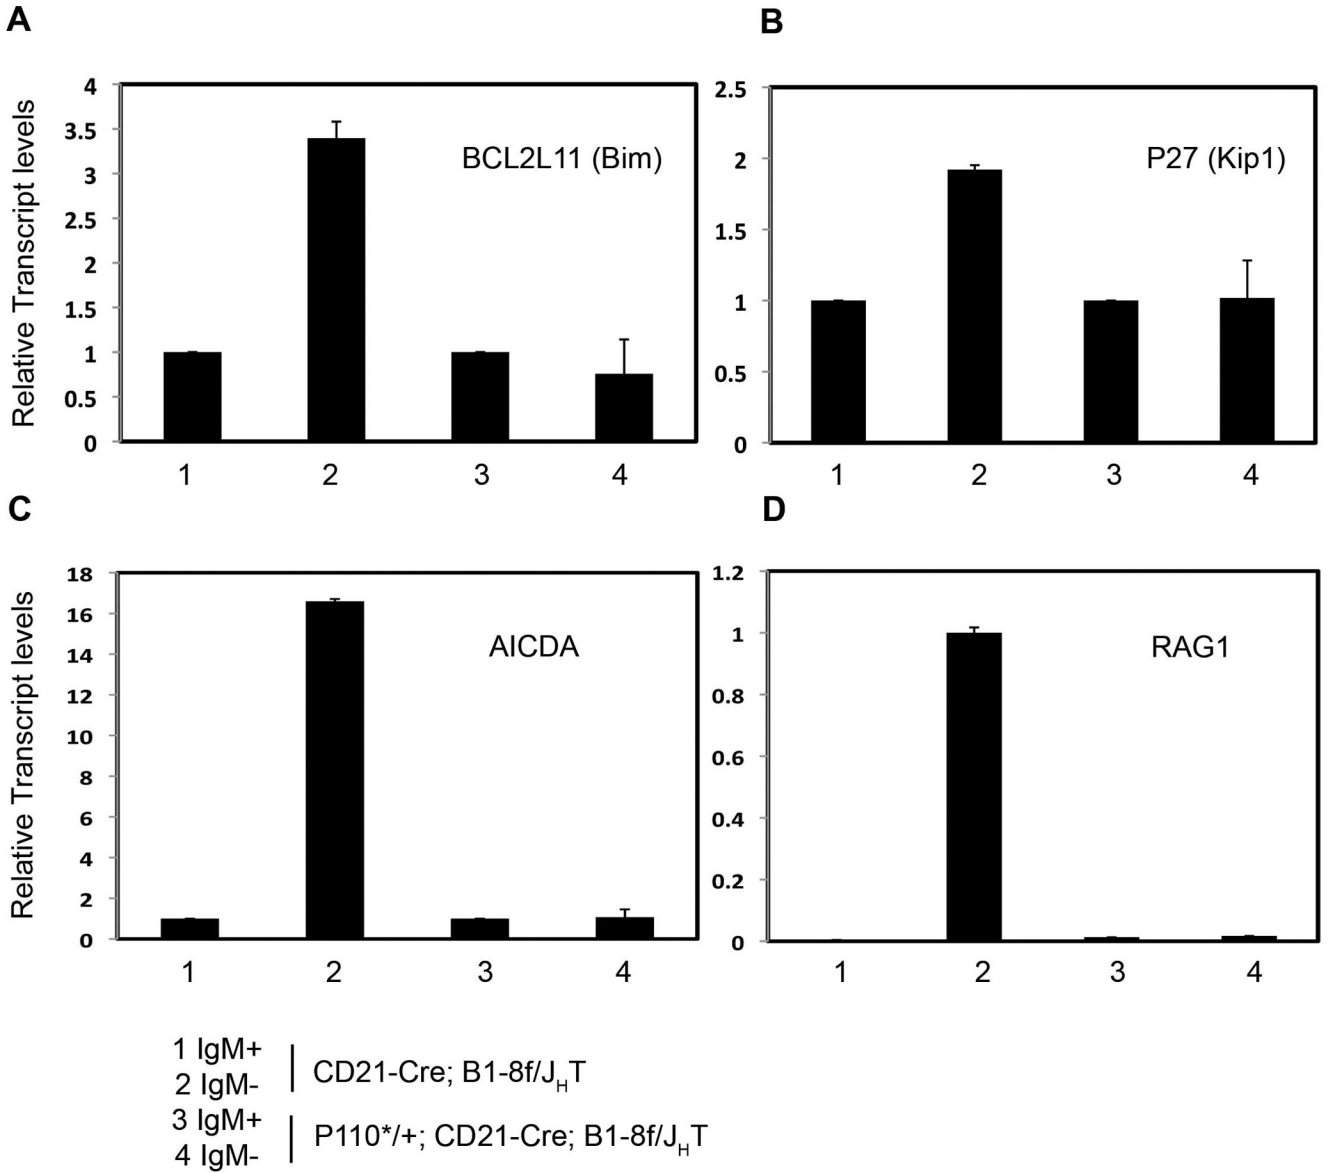 A
Relative Transcript levels
4
3.5
3
2.5
2
1.5
1
0.5
0
BCL2L11 (Bim)
1 2 3 4
B
2.5
2
1.5
1
0.5
0
P27 (Kip1)
1 2 3 4
C
Relative Transcript levels
18
16
14
12
10
8
6
4
2
0
AICDA
1 2 3 4
D
1.2
1
0.8
0.6
0.4
0.2
0
RAG1
1 2 3 4
1 IgM+
2 IgM-
CD21-Cre; B1-8f/JHT
3 IgM+
4 IgM-
P110*/+; CD21-Cre; B1-8f/JHT